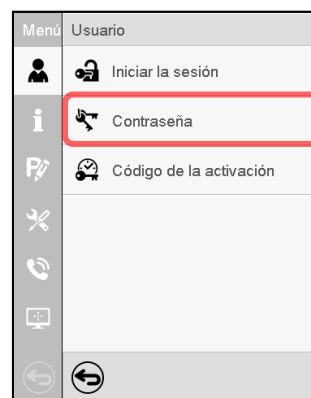 Menú Usuario
Iniciar la sesión
Contraseña
Código de la activación